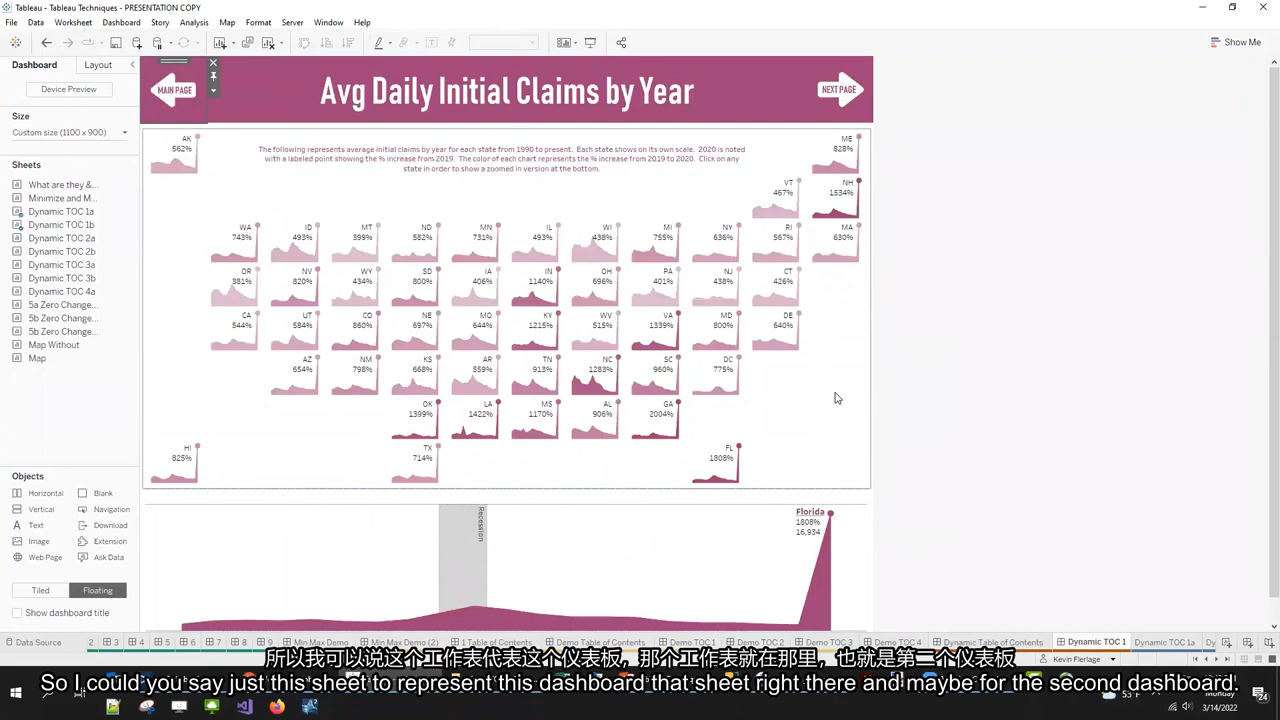 Tableau - Tableau Techniques - PRESENTATION COPY
File Data Worksheet Dashboard Story Analysis Map Format Server Window Help
Show Me
Dashboard Layout
Device Preview
Size
Custom size (1100 x 900)
Sheets
What are they &...
Minimize and M...
Dynamic TOC 1a
Dynamic TOC 1b
Dynamic TOC 2a
Dynamic TOC 2b
Dynamic TOC 3a
Dynamic TOC 3b
Dynamic TOC 4a
5a Zero Change...
5b Zero Change...
5b Zero Change...
Map Without
Map
Objects
Horizontal Blank
Vertical Navigation
Text Download
Image Extension
Web Page Ask Data
Tiled Floating
Show dashboard title
MAIN PAGE
Avg Daily Initial Claims by Year
NEXT PAGE
The following represents average initial claims by year for each state from 1990 to present. Each state shows on its own scale. 2020 is noted
with a labeled point showing the % increase from 2019. The color of each chart represents the % increase from 2019 to 2020. Click on any
state in order to show a zoomed in version at the bottom.
AK ME
562% 828%
VT NH
467% 1534%
WA ID MT ND MN IL WI MI NY RI MA
743% 493% 399% 582% 731% 493% 438% 755% 636% 567% 630%
OR NV WY SD IA IN OH PA NJ CT
381% 820% 434% 800% 406% 1140% 696% 401% 438% 426%
CA UT CO NE MO KY WV VA MD DE
544% 584% 860% 697% 644% 1215% 515% 1339% 800% 640%
AZ NM KS AR TN NC SC DC
654% 798% 668% 559% 913% 1283% 960% 775%
OK LA MS AL GA
1399% 1422% 1170% 906% 2004%
HI TX FL
825% 714% 1808%
Recession
Florida
1808%
16,934
Data Source 2 3 4 5 6 7 8 9 Min Max Demo Min Max Demo (2) 1 Table of Contents Demo Table of Contents Demo TOC 1 Demo TOC 2 Demo TOC 4 Dynamic Table of Contents Dynamic TOC 1 Dynamic TOC 1a Dy
Kevin Flerlage
所以我可以说这个工作表代表这个仪表板，那个工作表就在那里，也就是第二个仪表板
So I could you say just this sheet to represent this dashboard that sheet right there and maybe for the second dashboard.
53°
Monday
3/14/2022
24